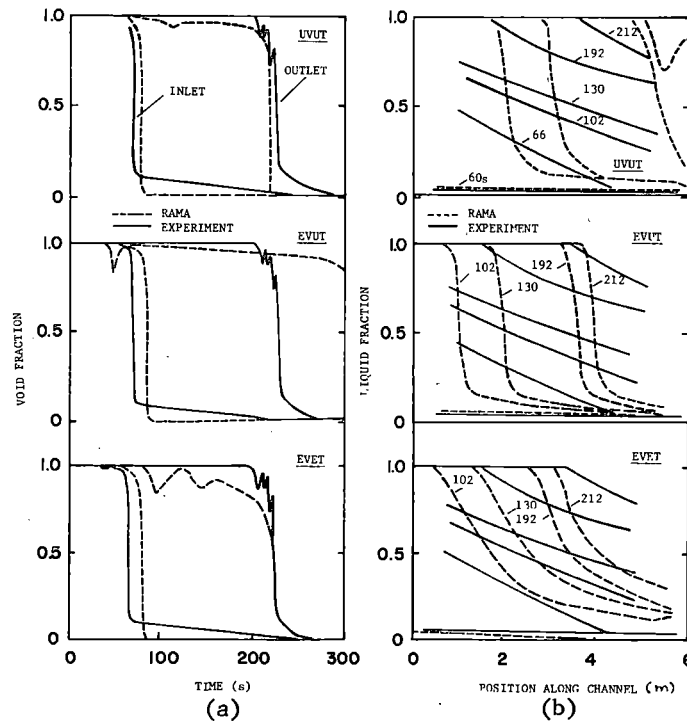 (a)
(b)
1.0
UVUT
INLET
OUTLET
0.5
0
212
192
130
102
66
60s
UVUT
RAMA
EXPERIMENT
RAMA
EXPERIMENT
1.0
EVUT
0.5
0
1.0
EVUT
102
130
192
212
0.5
0
VOID FRACTION
LIQUID FRACTION
1.0
EVET
0.5
0
1.0
EVET
102
130
192
212
0.5
0
0 100 200 300
0 2 4 6
TIME (s)
POSITION ALONG CHANNEL (m)
(a)
(b)